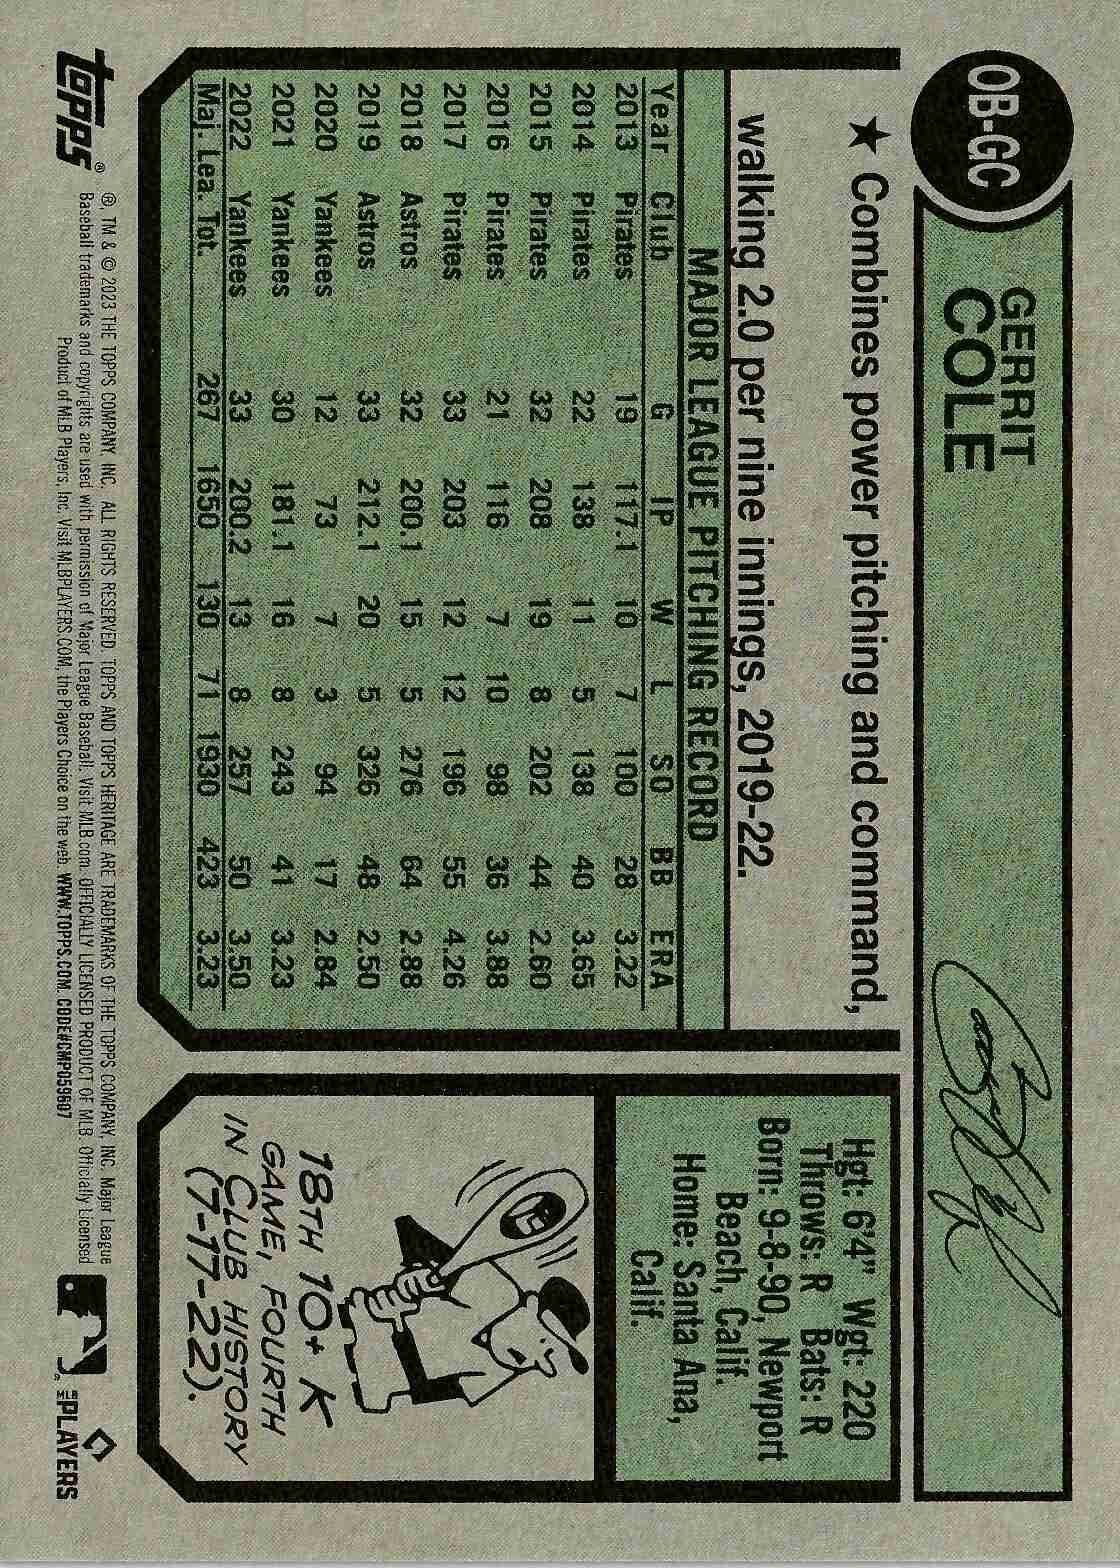 OB-GC
GERRIT
COLE
★ Combines power pitching and command,
walking 2.0 per nine innings, 2019-22.
MAJOR LEAGUE PITCHING RECORD
Year Club G IP W L SO BB ERA
2013 Pirates 19 117.1 10 7 100 28 3.22
2014 Pirates 22 138 11 5 138 40 3.65
2015 Pirates 32 208 19 8 202 44 2.60
2016 Pirates 21 116 7 10 98 36 3.88
2017 Pirates 33 203 12 12 196 55 4.26
2018 Astros 32 200.1 15 5 276 64 2.88
2019 Astros 33 212.1 20 5 326 48 2.50
2020 Yankees 12 73 7 3 94 17 2.84
2021 Yankees 30 181.1 16 8 243 41 3.23
2022 Yankees 33 200.2 13 8 257 50 3.50
Maj. Lea. Tot. 267 1650 130 71 1930 423 3.23
Hgt: 6'4" Wgt: 220
Throws: R Bats: R
Born: 9-8-90, Newport
Beach, Calif.
Home: Santa Ana,
Calif.
18TH 10+ K
GAME, FOURTH
IN CLUB HISTORY
(7-17-22).
topps®
®, TM & © 2023 THE TOPPS COMPANY, INC. ALL RIGHTS RESERVED. TOPPS AND TOPPS HERITAGE ARE TRADEMARKS OF THE TOPPS COMPANY, INC. Major League
Baseball trademarks and copyrights are used with permission of Major League Baseball. Visit MLB.com. OFFICIALLY LICENSED PRODUCT OF MLB. Officially Licensed
Product of MLB Players, Inc. Visit MLBPLAYERS.COM, the Players Choice on the web. WWW.TOPPS.COM. CODE#CMP059607
MLB PLAYERS